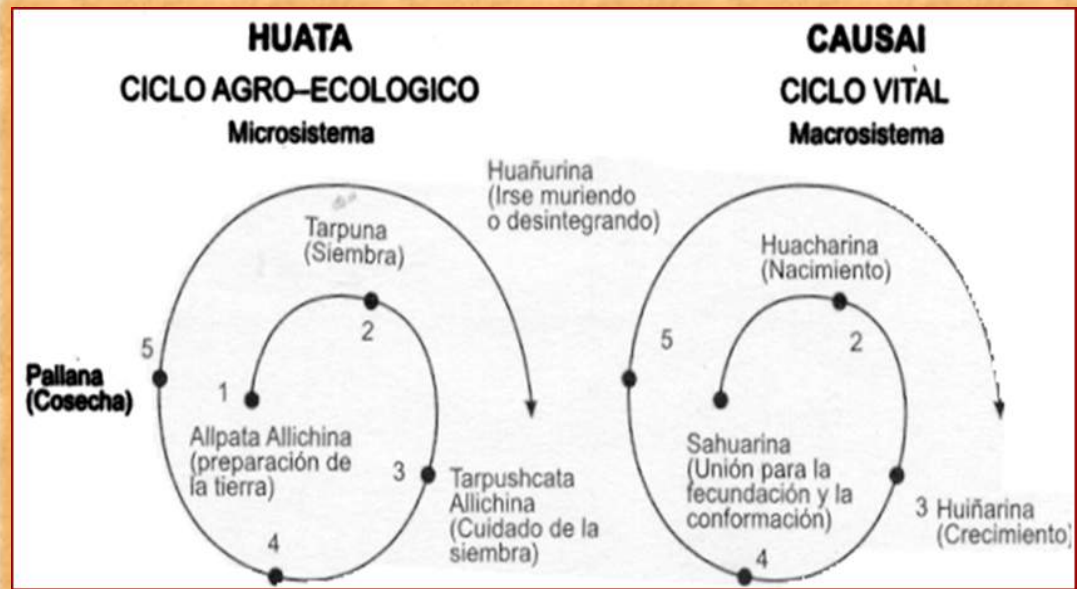 HUATA
CICLO AGRO–ECOLOGICO
Microsistema
Tarpuna
(Siembra)
2
5
Pallana
(Cosecha)
1
Allpata Allichina
(preparación de
la tierra)
3
Tarpushcata
Allichina
(Cuidado de la
siembra)
4
CAUSAI
CICLO VITAL
Macrosistema
Huañurina
(Irse muriendo
o desintegrando)
Huacharina
(Nacimiento)
2
5
Sahuarina
(Unión para la
fecundación y la
conformación)
3 Huiñarina
(Crecimiento)
4